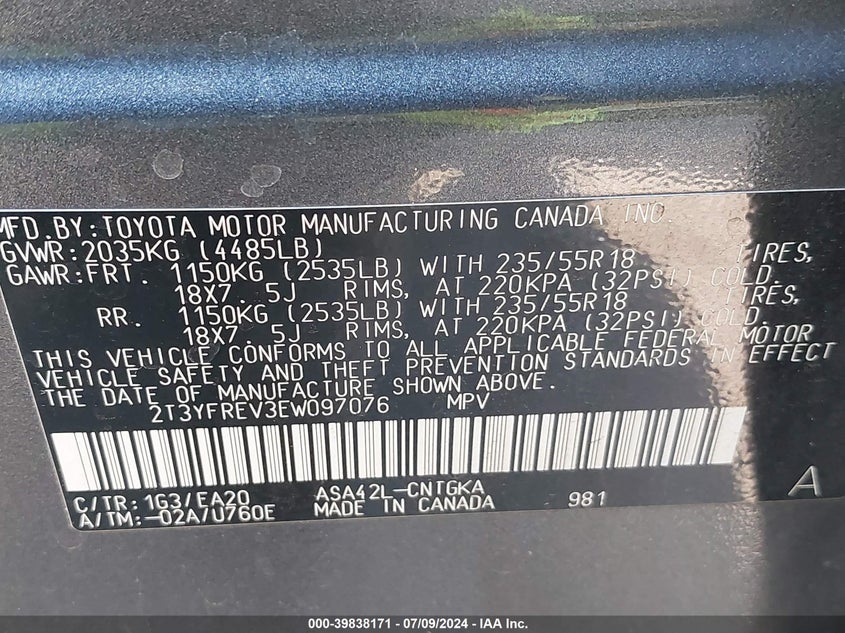 MFD.BY:TOYOTA MOTOR MANUFACTURING CANADA INC.
GVWR:2035KG (4485LB)
GAWR:FRT. 1150KG (2535LB) WITH 235/55R18 TIRES,
18X7.5J RIMS, AT 220KPA (32PSI) COLD,
RR. 1150KG (2535LB) WITH 235/55R18 TIRES,
18X7.5J RIMS, AT 220KPA (32PSI) COLD,
THIS VEHICLE CONFORMS TO ALL APPLICABLE FEDERAL MOTOR
VEHICLE SAFETY AND THEFT PREVENTION STANDARDS IN EFFECT
THE DATE OF MANUFACTURE SHOWN ABOVE.
2T3YFREV3EW097076 MPV
C/TR:1G3/EA20 ASA42L-CNTGKA
A/TM:-02A/U760E MADE IN CANADA 981 A
000-39838171 / 07/09/2024 - IAA Inc.